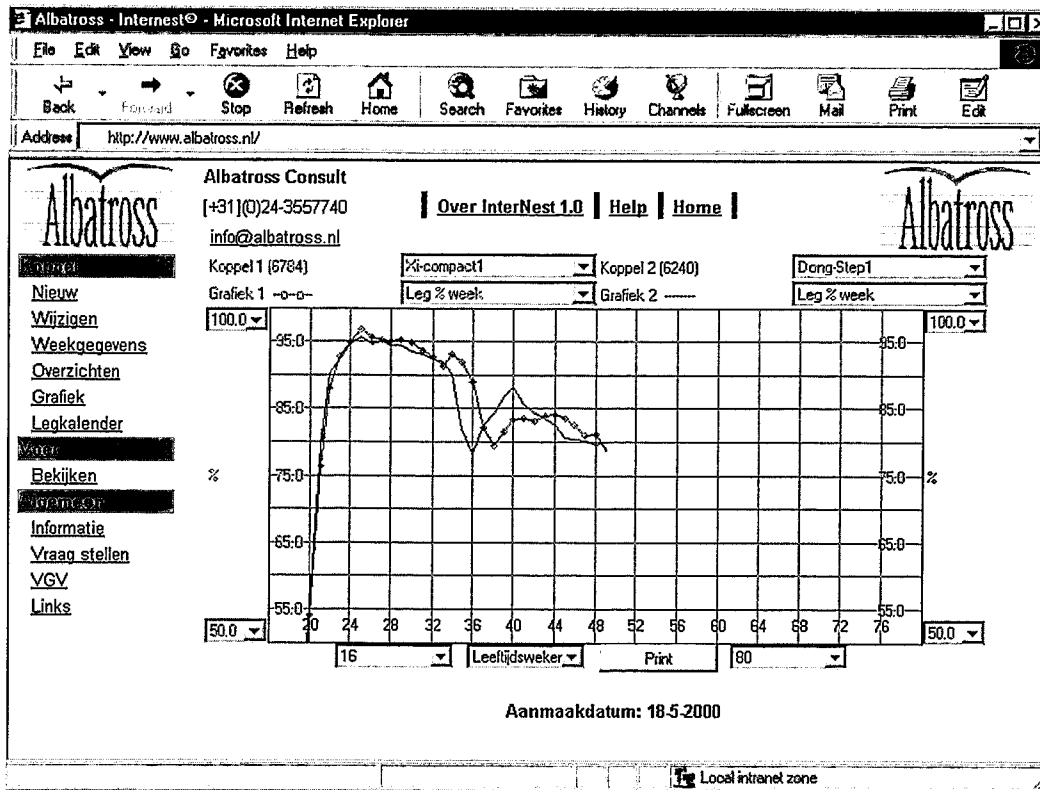 Albatross - Internest© - Microsoft Internet Explorer
File Edit View Go Favorites Help
Back Forward Stop Refresh Home Search Favorites History Channels Fullscreen Mail Print Edit
Address http://www.albatross.nl/
Albatross
Albatross Consult
[+31](0)24-3557740
info@albatross.nl
Over InterNest 1.0 Help Home
Albatross
Koppel
Nieuw
Wijzigen
Weekgegevens
Overzichten
Grafiek
Legkalender
Voer
Bekijken
Algemeen
Informatie
Vraag stellen
VGV
Links
Koppel 1 (6784) Xi-compact1 Koppel 2 (6240) Dong-Step1
Grafiek 1 -o-o- Leg % week Grafiek 2 ------- Leg % week
100.0 100.0
95.0 95.0
85.0 85.0
% 75.0 75.0 %
65.0 65.0
55.0 55.0
20 24 28 32 36 40 44 48 52 56 60 64 68 72 76
50.0 50.0
16 Leeftijdsweker Print 80
Aanmaakdatum: 18-5-2000
Local intranet zone